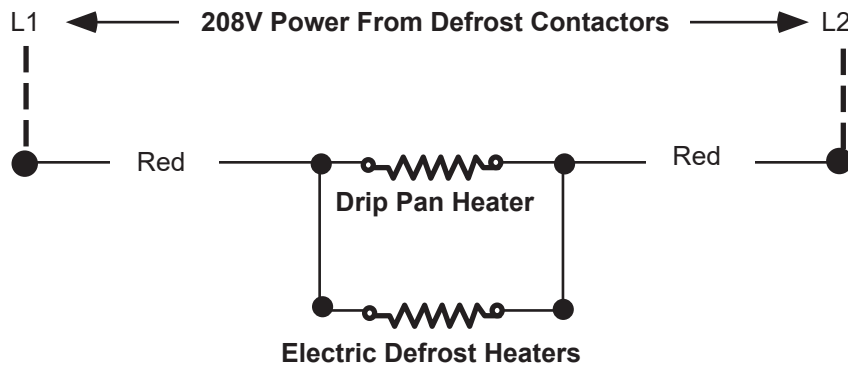 L1 208V Power From Defrost Contactors L2
Red Red
Drip Pan Heater
Electric Defrost Heaters